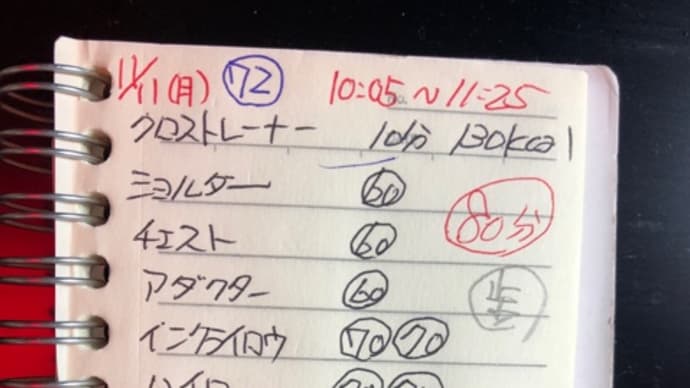 11/11(月) 72 10:05~11:25
クロストレーナー 10分 130kcal
ショルダー 60
80分
チェスト 60
アダクター 60
インクライロウ 70 70